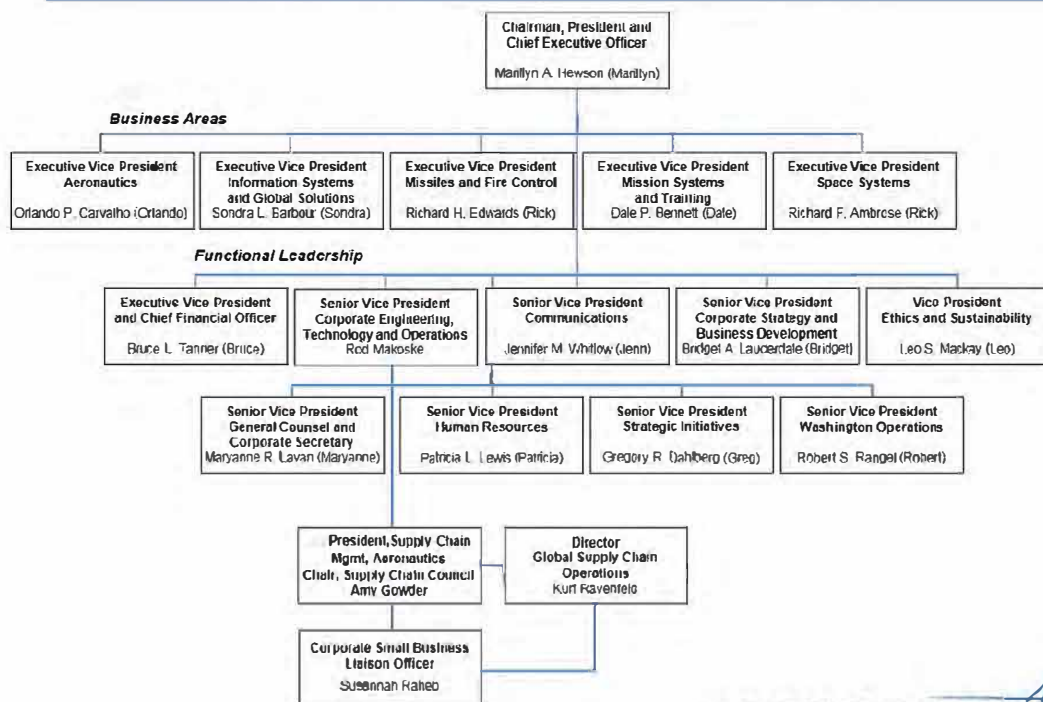 Chairman, President and
Chief Executive Officer
Marillyn A. Hewson (Marillyn)
Business Areas
Executive Vice President
Aeronautics
Orlando P. Carvalho (Orlando)
Executive Vice President
Information Systems
and Global Solutions
Sondra L. Barbour (Sondra)
Executive Vice President
Missiles and Fire Control
Richard H. Edwards (Rick)
Executive Vice President
Mission Systems
and Training
Dale P. Bennett (Dale)
Executive Vice President
Space Systems
Richard F. Ambrose (Rick)
Functional Leadership
Executive Vice President
and Chief Financial Officer
Bruce L. Tanner (Bruce)
Senior Vice President
Corporate Engineering,
Technology and Operations
Rod Makoske
Senior Vice President
Communications
Jennifer M. Whitlow (Jenn)
Senior Vice President
Corporate Strategy and
Business Development
Bridget A. Lauderdale (Bridget)
Vice President
Ethics and Sustainability
Leo S. Mackay (Leo)
Senior Vice President
General Counsel and
Corporate Secretary
Maryanne R. Lavan (Maryanne)
Senior Vice President
Human Resources
Patricia L. Lewis (Patricia)
Senior Vice President
Strategic Initiatives
Gregory R. Dahlberg (Greg)
Senior Vice President
Washington Operations
Robert S. Rangel (Robert)
President, Supply Chain
Mgmt, Aeronautics
Chair, Supply Chain Council
Amy Gowder
Director
Global Supply Chain
Operations
Kurt Ravenfeld
Corporate Small Business
Liaison Officer
Susannah Raheb